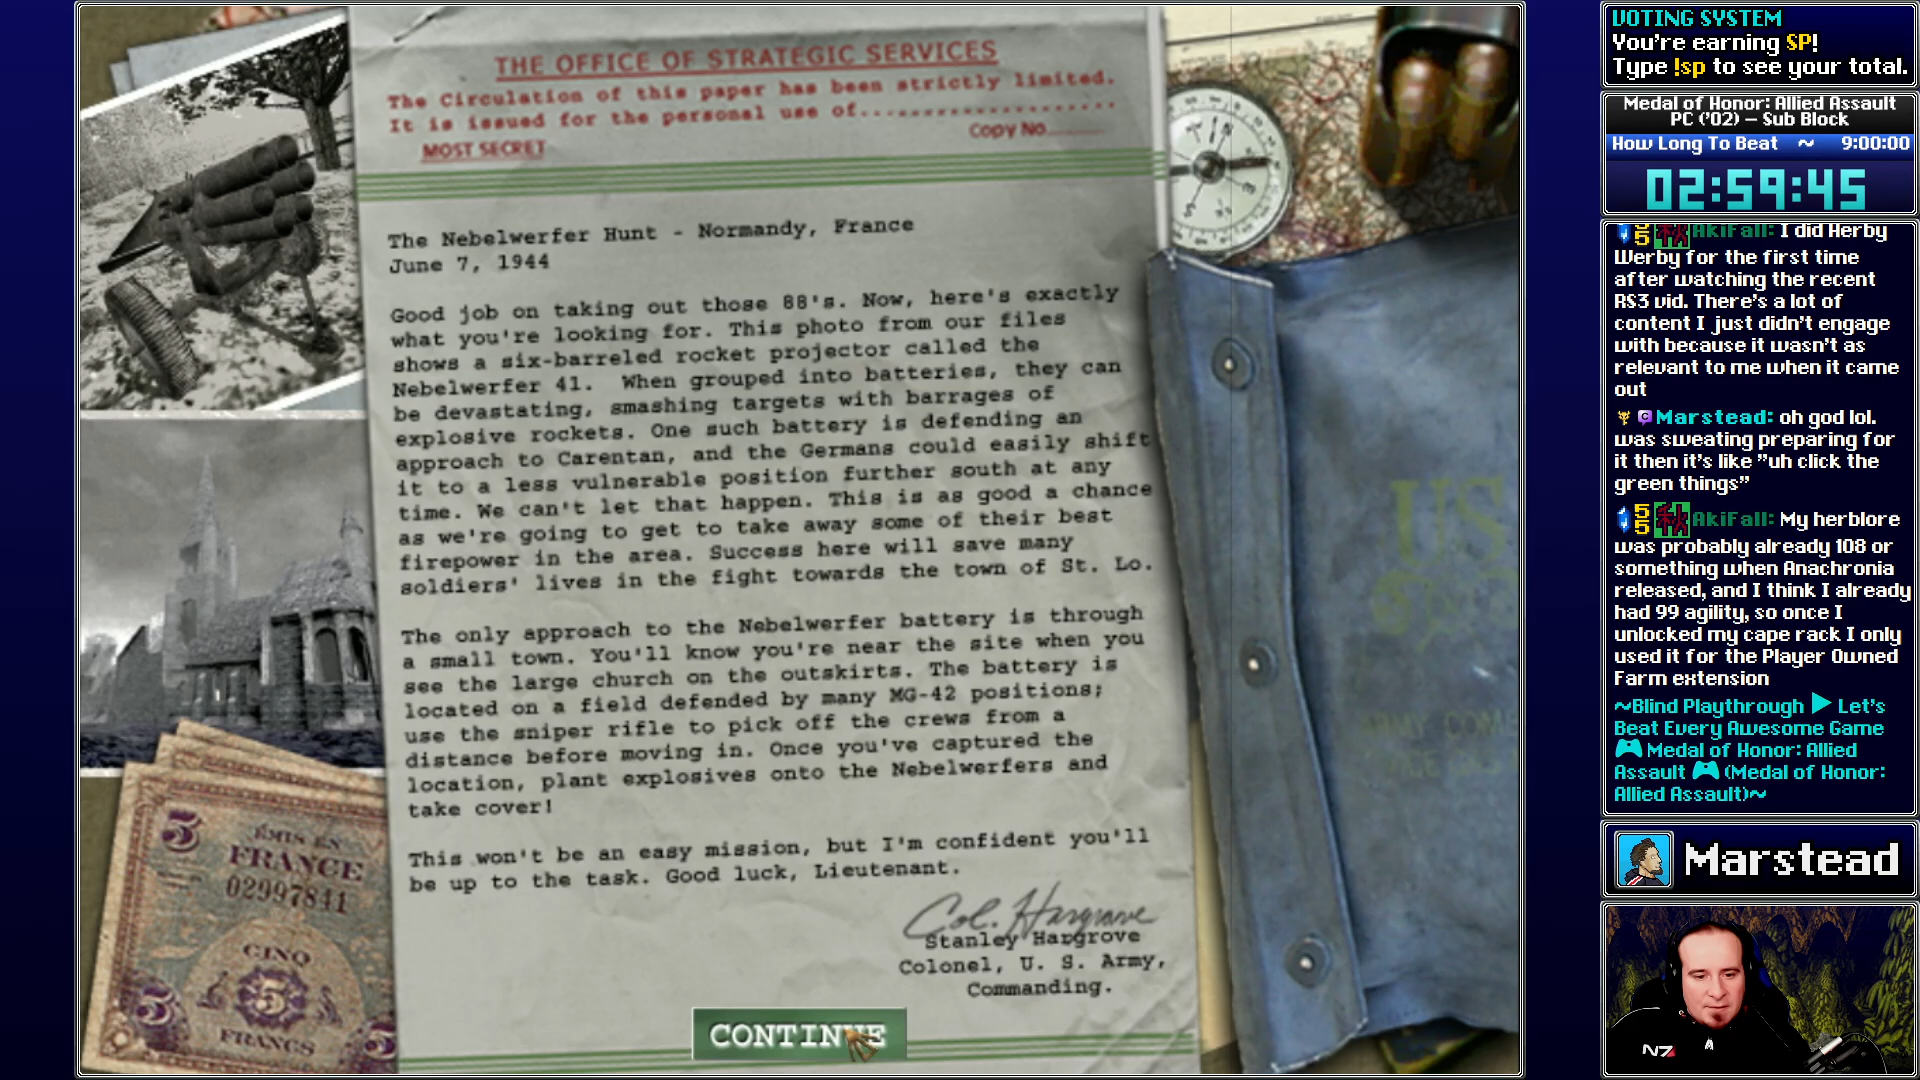 THE OFFICE OF STRATEGIC SERVICES
The Circulation of this paper has been strictly limited.
It is issued for the personal use of...................
Copy No..........
MOST SECRET
The Nebelwerfer Hunt - Normandy, France
June 7, 1944
Good job on taking out those 88's. Now, here's exactly
what you're looking for. This photo from our files
shows a six-barreled rocket projector called the
Nebelwerfer 41.  When grouped into batteries, they can
be devastating, smashing targets with barrages of
explosive rockets. One such battery is defending an
approach to Carentan, and the Germans could easily shift
it to a less vulnerable position further south at any
time. We can't let that happen. This is as good a chance
as we're going to get to take away some of their best
firepower in the area. Success here will save many
soldiers' lives in the fight towards the town of St. Lo.
The only approach to the Nebelwerfer battery is through
a small town. You'll know you're near the site when you
see the large church on the outskirts. The battery is
located on a field defended by many MG-42 positions;
use the sniper rifle to pick off the crews from a
distance before moving in. Once you've captured the
location, plant explosives onto the Nebelwerfers and
take cover!
This won't be an easy mission, but I'm confident you'll
be up to the task. Good luck, Lieutenant.
Col. Hargrove
Stanley Hargrove
Colonel, U. S. Army,
Commanding.
CONTINUE
5
ÉMIS EN
FRANCE
02997841
CINQ
5
5
FRANCS
5
US
VOTING SYSTEM
You're earning SP!
Type !sp to see your total.
Medal of Honor: Allied Assault
PC ('02) – Sub Block
How Long To Beat ~ 9:00:00
02:59:45
AkiFall: I did Herby
Werby for the first time
after watching the recent
RS3 vid. There's a lot of
content I just didn't engage
with because it wasn't as
relevant to me when it came
out
Marstead: oh god lol.
was sweating preparing for
it then it's like "uh click the
green things"
AkiFall: My herblore
was probably already 108 or
something when Anachronia
released, and I think I already
had 99 agility, so once I
unlocked my cape rack I only
used it for the Player Owned
Farm extension
~Blind Playthrough ▶ Let's
Beat Every Awesome Game
🎮 Medal of Honor: Allied
Assault 🎮 (Medal of Honor:
Allied Assault)~
Marstead
N7